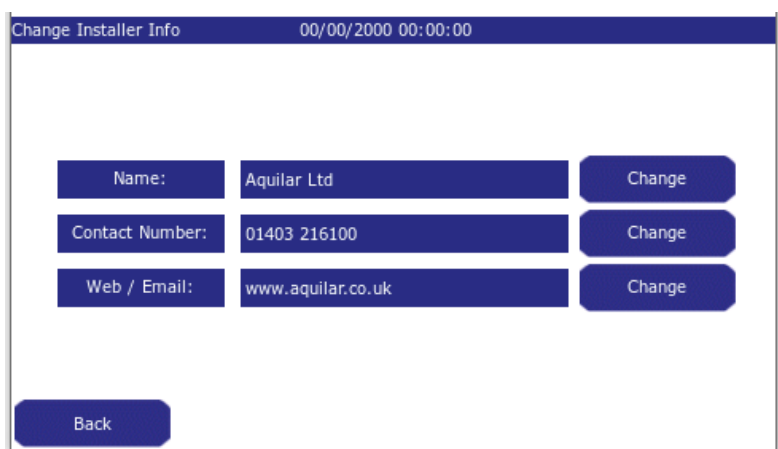 Change Installer Info 00/00/2000 00:00:00
Name: Aquilar Ltd Change
Contact Number: 01403 216100 Change
Web / Email: www.aquilar.co.uk Change
Back